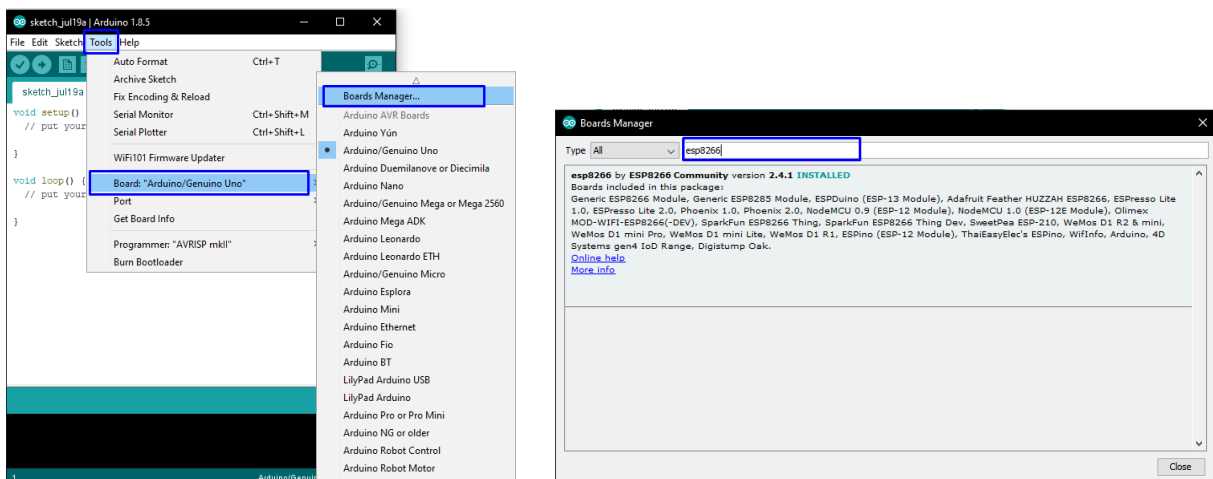 sketch_jul19a | Arduino 1.8.5
File Edit Sketch Tools Help
sketch_jul19a
void setup()
// put your
}
void loop() {
// put your
}
1
Auto Format Ctrl+T
Archive Sketch
Fix Encoding & Reload
Serial Monitor Ctrl+Shift+M
Serial Plotter Ctrl+Shift+L
WiFi101 Firmware Updater
Board: "Arduino/Genuino Uno"
Port
Get Board Info
Programmer: "AVRISP mkII"
Burn Bootloader
Boards Manager...
Arduino AVR Boards
Arduino Yún
Arduino/Genuino Uno
Arduino Duemilanove or Diecimila
Arduino Nano
Arduino/Genuino Mega or Mega 2560
Arduino Mega ADK
Arduino Leonardo
Arduino Leonardo ETH
Arduino/Genuino Micro
Arduino Esplora
Arduino Mini
Arduino Ethernet
Arduino Fio
Arduino BT
LilyPad Arduino USB
LilyPad Arduino
Arduino Pro or Pro Mini
Arduino NG or older
Arduino Robot Control
Arduino Robot Motor
Boards Manager
Type All esp8266
esp8266 by ESP8266 Community version 2.4.1 INSTALLED
Boards included in this package:
Generic ESP8266 Module, Generic ESP8285 Module, ESPDuino (ESP-13 Module), Adafruit Feather HUZZAH ESP8266, ESPresso Lite
1.0, ESPresso Lite 2.0, Phoenix 1.0, Phoenix 2.0, NodeMCU 0.9 (ESP-12 Module), NodeMCU 1.0 (ESP-12E Module), Olimex
MOD-WIFI-ESP8266(-DEV), SparkFun ESP8266 Thing, SparkFun ESP8266 Thing Dev, SweetPea ESP-210, WeMos D1 R2 & mini,
WeMos D1 mini Pro, WeMos D1 mini Lite, WeMos D1 R1, ESPino (ESP-12 Module), ThaiEasyElec's ESPino, WifInfo, Arduino, 4D
Systems gen4 IoD Range, Digistump Oak.
Online help
More info
Close